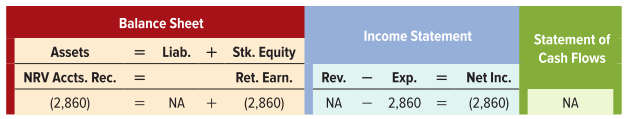 Balance Sheet Income Statement Statement of Cash Flows
Assets = Liab. + Stk. Equity
NRV Accts. Rec. = Ret. Earn. Rev. − Exp. = Net Inc.
(2,860) = NA + (2,860) NA − 2,860 = (2,860) NA